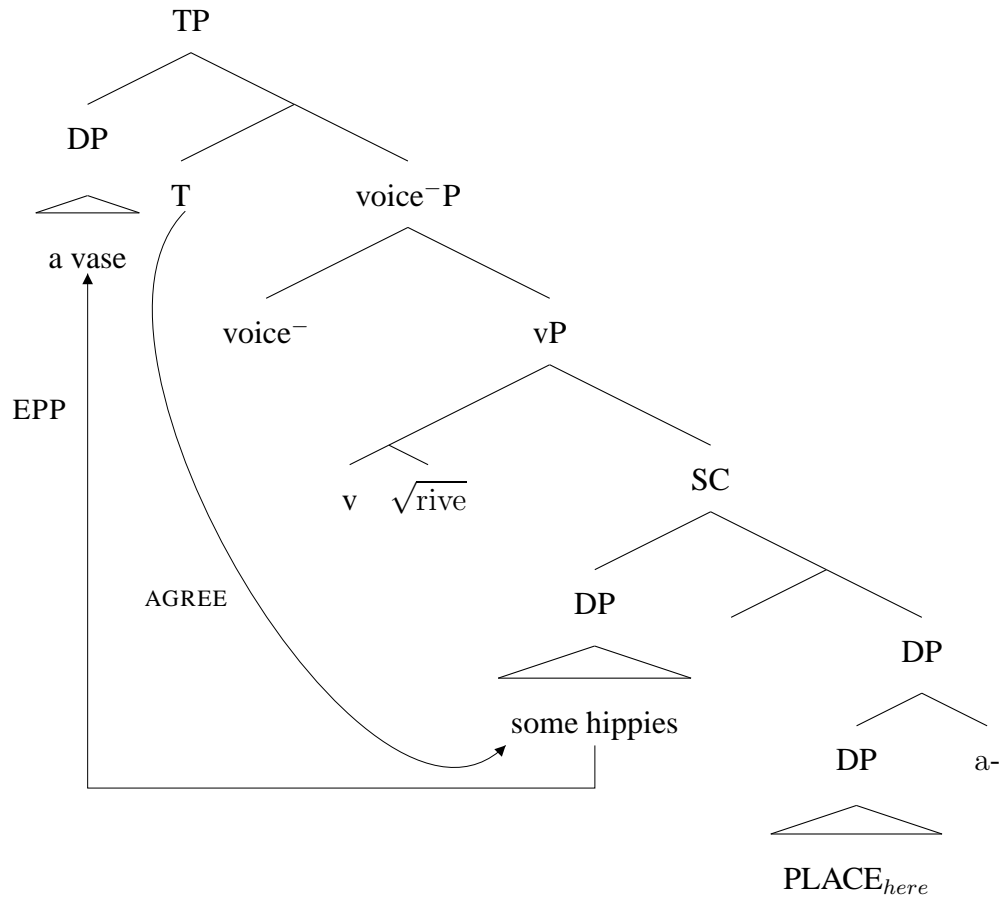 TP
DP
T
voice⁻P
a vase
voice⁻
vP
EPP
v √rive
SC
AGREE
DP
DP
some hippies
DP
a-
PLACE_here